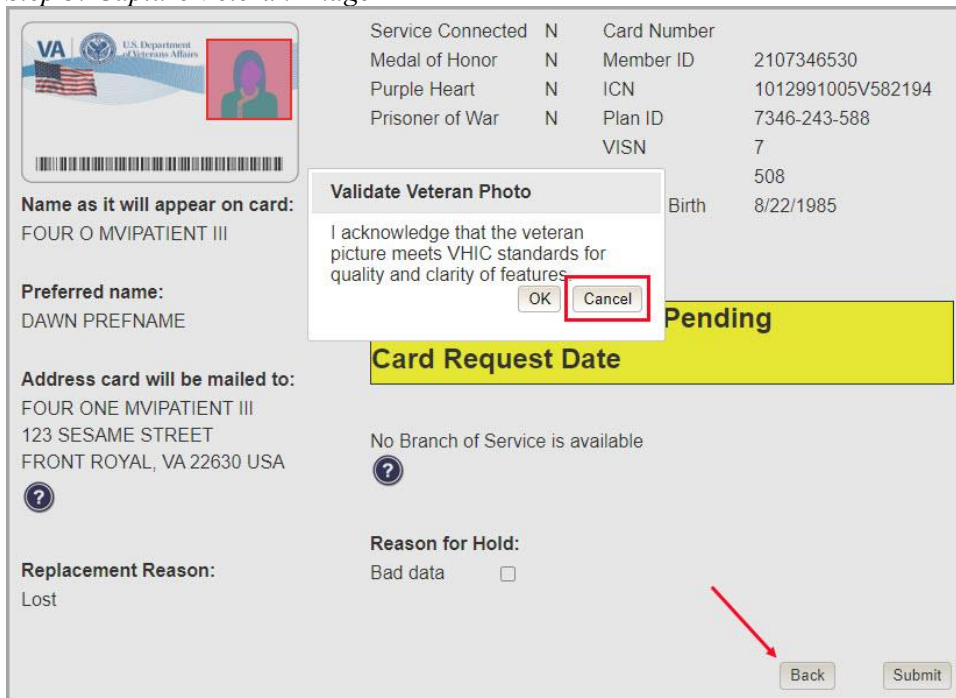 VA
U.S. Department
of Veterans Affairs
Service Connected N Card Number
Medal of Honor N Member ID 2107346530
Purple Heart N ICN 1012991005V582194
Prisoner of War N Plan ID 7346-243-588
VISN 7
508
Birth 8/22/1985
Name as it will appear on card:
FOUR O MVIPATIENT III
Validate Veteran Photo
I acknowledge that the veteran
picture meets VHIC standards for
quality and clarity of features.
OK Cancel
Preferred name:
DAWN PREFNAME
Pending
Card Request Date
Address card will be mailed to:
FOUR ONE MVIPATIENT III
123 SESAME STREET
FRONT ROYAL, VA 22630 USA
?
No Branch of Service is available
?
Reason for Hold:
Bad data
Replacement Reason:
Lost
Back Submit